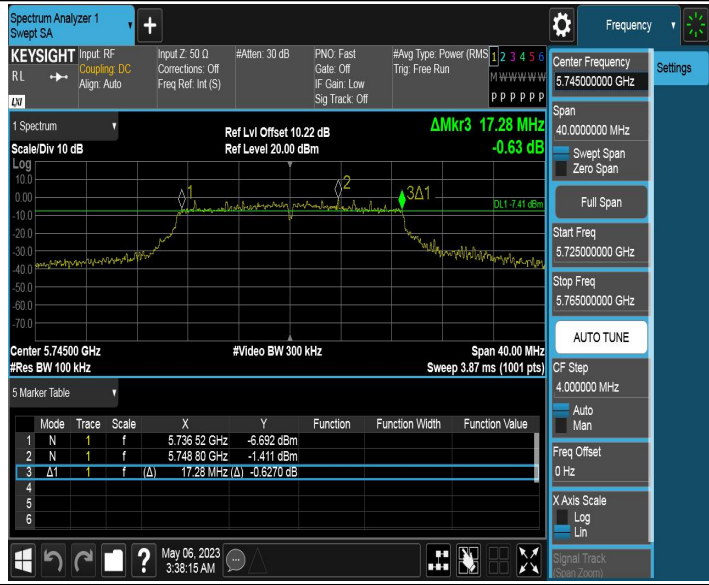 Spectrum Analyzer 1
Swept SA
Frequency
KEYSIGHT
RL
LXI
Input: RF
Coupling: DC
Align: Auto
Input Z: 50 Ω
Corrections: Off
Freq Ref: Int (S)
#Atten: 30 dB
PNO: Fast
Gate: Off
IF Gain: Low
Sig Track: Off
#Avg Type: Power (RMS
Trig: Free Run
1 2 3 4 5 6
M W W W W W
P P P P P P
Center Frequency
5.745000000 GHz
Settings
Span
40.0000000 MHz
Swept Span
Zero Span
Full Span
Start Freq
5.725000000 GHz
Stop Freq
5.765000000 GHz
AUTO TUNE
CF Step
4.000000 MHz
Auto
Man
Freq Offset
0 Hz
X Axis Scale
Log
Lin
Signal Track
(Span Zoom)
1 Spectrum
Scale/Div 10 dB
Ref Lvl Offset 10.22 dB
Ref Level 20.00 dBm
ΔMkr3 17.28 MHz
-0.63 dB
Log
10.0
0.00
-10.0
-20.0
-30.0
-40.0
-50.0
-60.0
-70.0
1
2
3Δ1
DL1 -7.41 dBm
Center 5.74500 GHz
#Res BW 100 kHz
#Video BW 300 kHz
Span 40.00 MHz
Sweep 3.87 ms (1001 pts)
5 Marker Table
Mode Trace Scale X Y Function Function Width Function Value
1 N 1 f 5.736 52 GHz -6.692 dBm
2 N 1 f 5.748 80 GHz -1.411 dBm
3 Δ1 1 f (Δ) 17.28 MHz (Δ) -0.6270 dB
4
5
6
?
May 06, 2023
3:38:15 AM